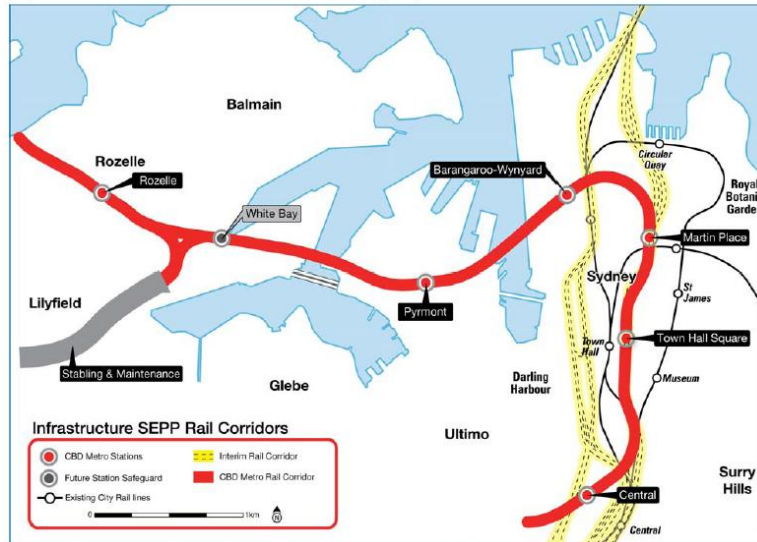 Balmain
Rozelle
Rozelle
White Bay
Barangaroo-Wynyard
Circular
Quay
Royal
Botanic
Garden
Martin Place
Sydney
St
James
Lilyfield
Pyrmont
Town
Hall
Town Hall Square
Stabling & Maintenance
Glebe
Darling
Harbour
Museum
Ultimo
Surry
Hills
Central
Central
Infrastructure SEPP Rail Corridors
CBD Metro Stations
Interim Rail Corridor
Future Station Safeguard
CBD Metro Rail Corridor
Existing City Rail lines
0
1km
N